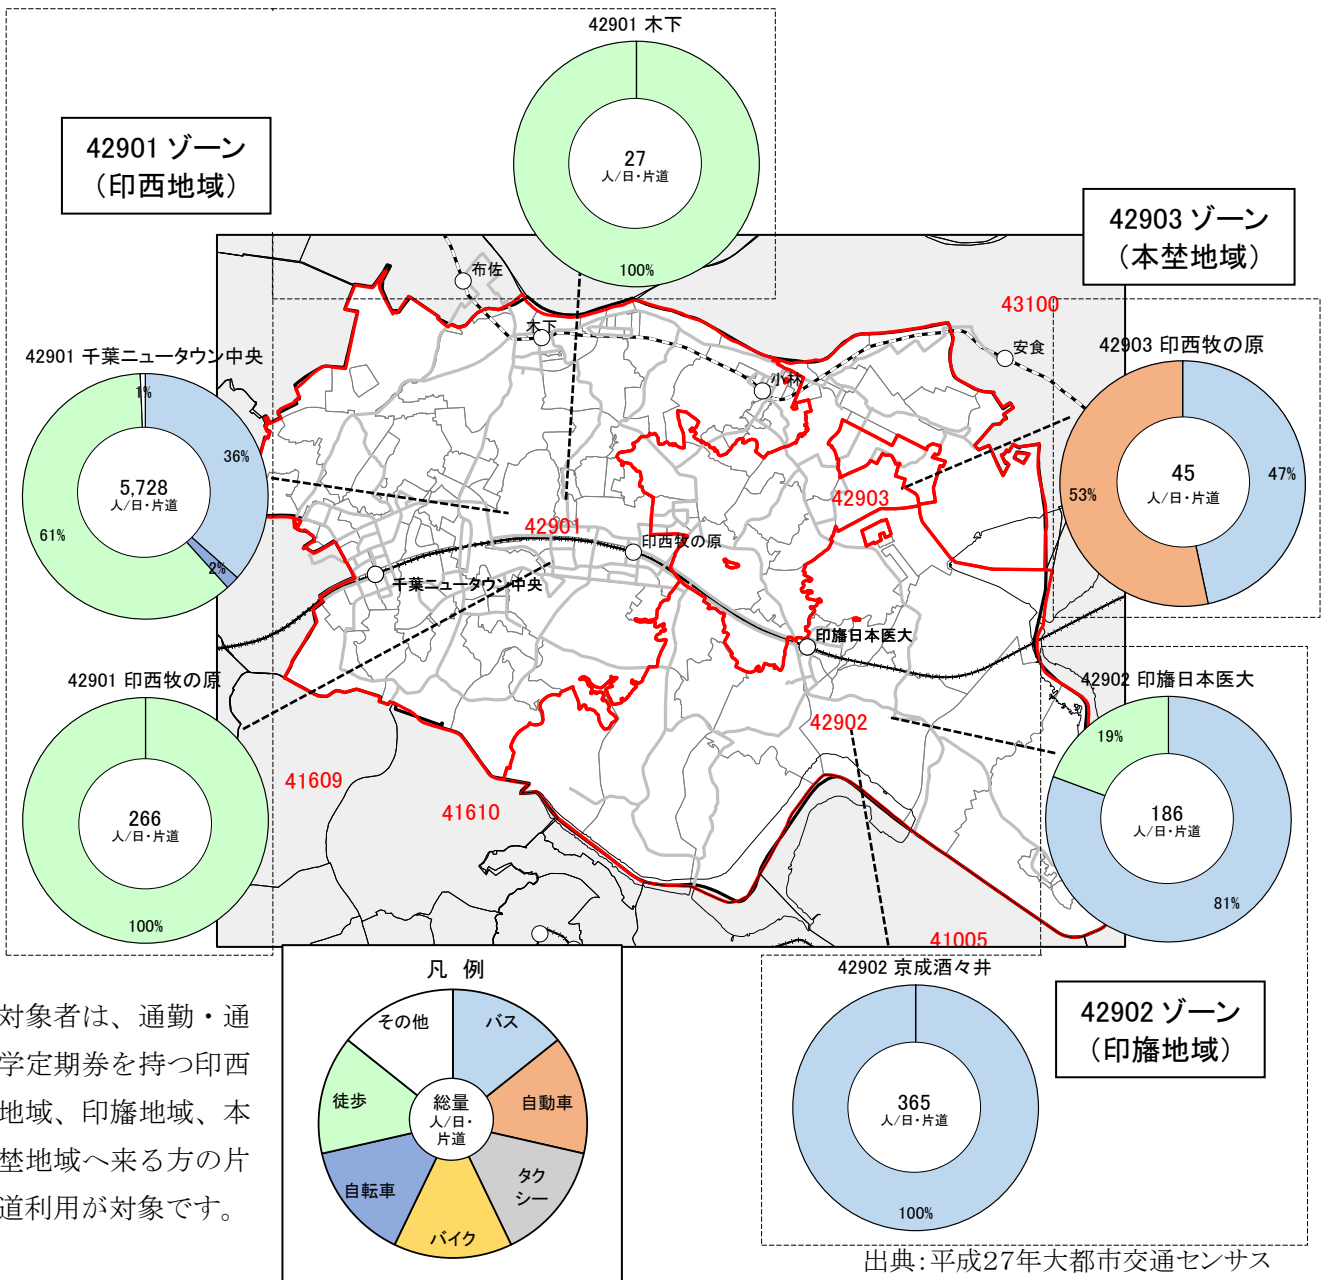 42901 木下
27
人/日・片道
100%
42901 ゾーン
（印西地域）
42903 ゾーン
（本埜地域）
布佐
木下
小林
安食
43100
42901 千葉ニュータウン中央
1%
36%
5,728
人/日・片道
61%
2%
42903 印西牧の原
45
人/日・片道
47%
53%
42903
42901
印西牧の原
千葉ニュータウン中央
印旛日本医大
42901 印西牧の原
266
人/日・片道
100%
42902 印旛日本医大
19%
186
人/日・片道
81%
42902
41609
41610
41005
42902 京成酒々井
365
人/日・片道
100%
42902 ゾーン
（印旛地域）
凡 例
その他
バス
徒歩
総量
人/日・
片道
自動車
自転車
タク
シー
バイク
対象者は、通勤・通
学定期券を持つ印西
地域、印旛地域、本
埜地域へ来る方の片
道利用が対象です。
出典：平成27年大都市交通センサス